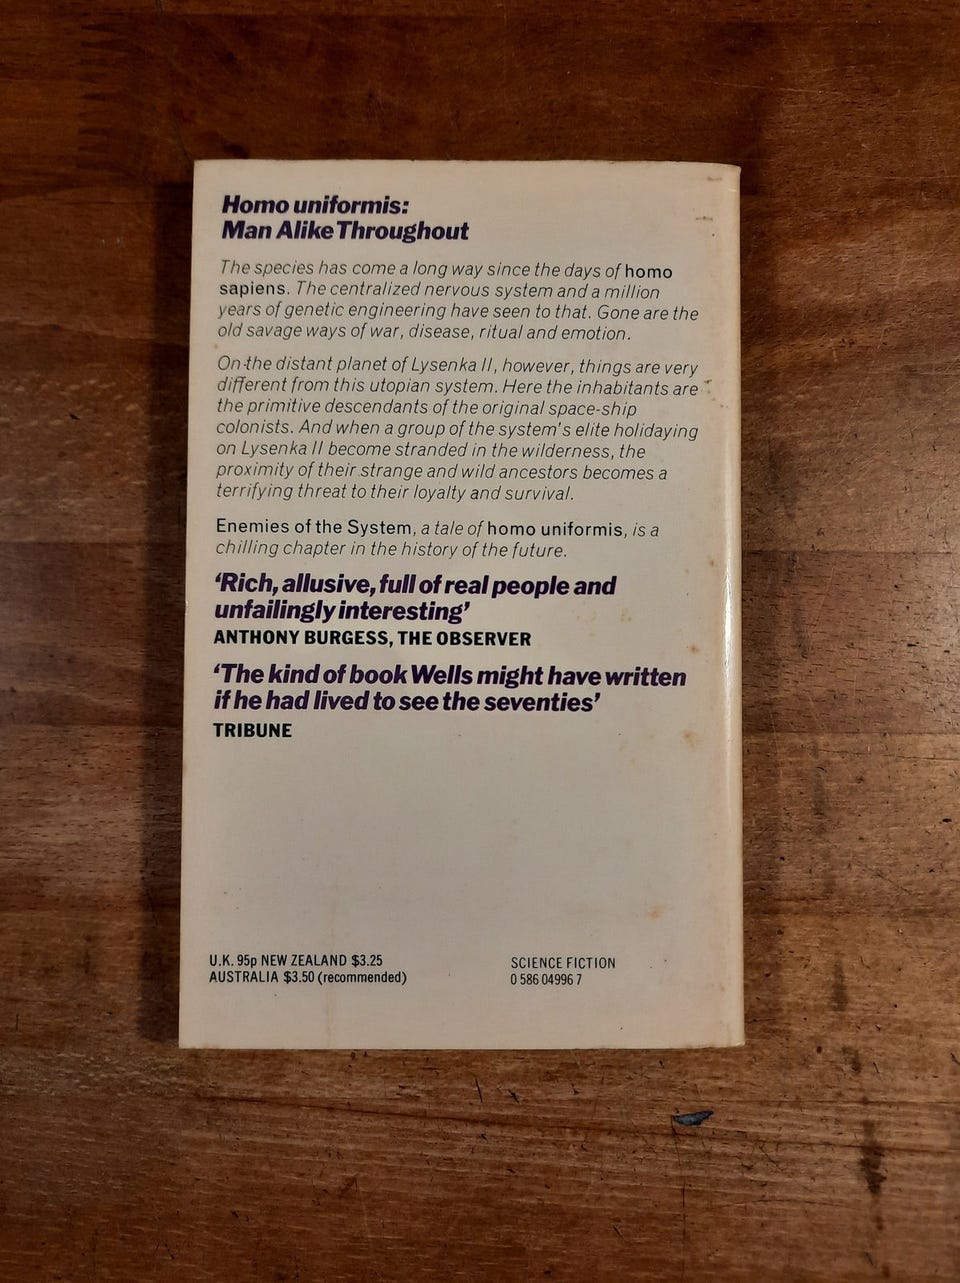 Homo uniformis:
Man Alike Throughout
The species has come a long way since the days of homo
sapiens. The centralized nervous system and a million
years of genetic engineering have seen to that. Gone are the
old savage ways of war, disease, ritual and emotion.
On the distant planet of Lysenka II, however, things are very
different from this utopian system. Here the inhabitants are
the primitive descendants of the original space-ship
colonists. And when a group of the system's elite holidaying
on Lysenka II become stranded in the wilderness, the
proximity of their strange and wild ancestors becomes a
terrifying threat to their loyalty and survival.
Enemies of the System, a tale of homo uniformis, is a
chilling chapter in the history of the future.
‘Rich, allusive, full of real people and
unfailingly interesting’
ANTHONY BURGESS, THE OBSERVER
‘The kind of book Wells might have written
if he had lived to see the seventies’
TRIBUNE
U.K. 95p NEW ZEALAND $3.25
AUSTRALIA $3.50 (recommended)
SCIENCE FICTION
0 586 04996 7